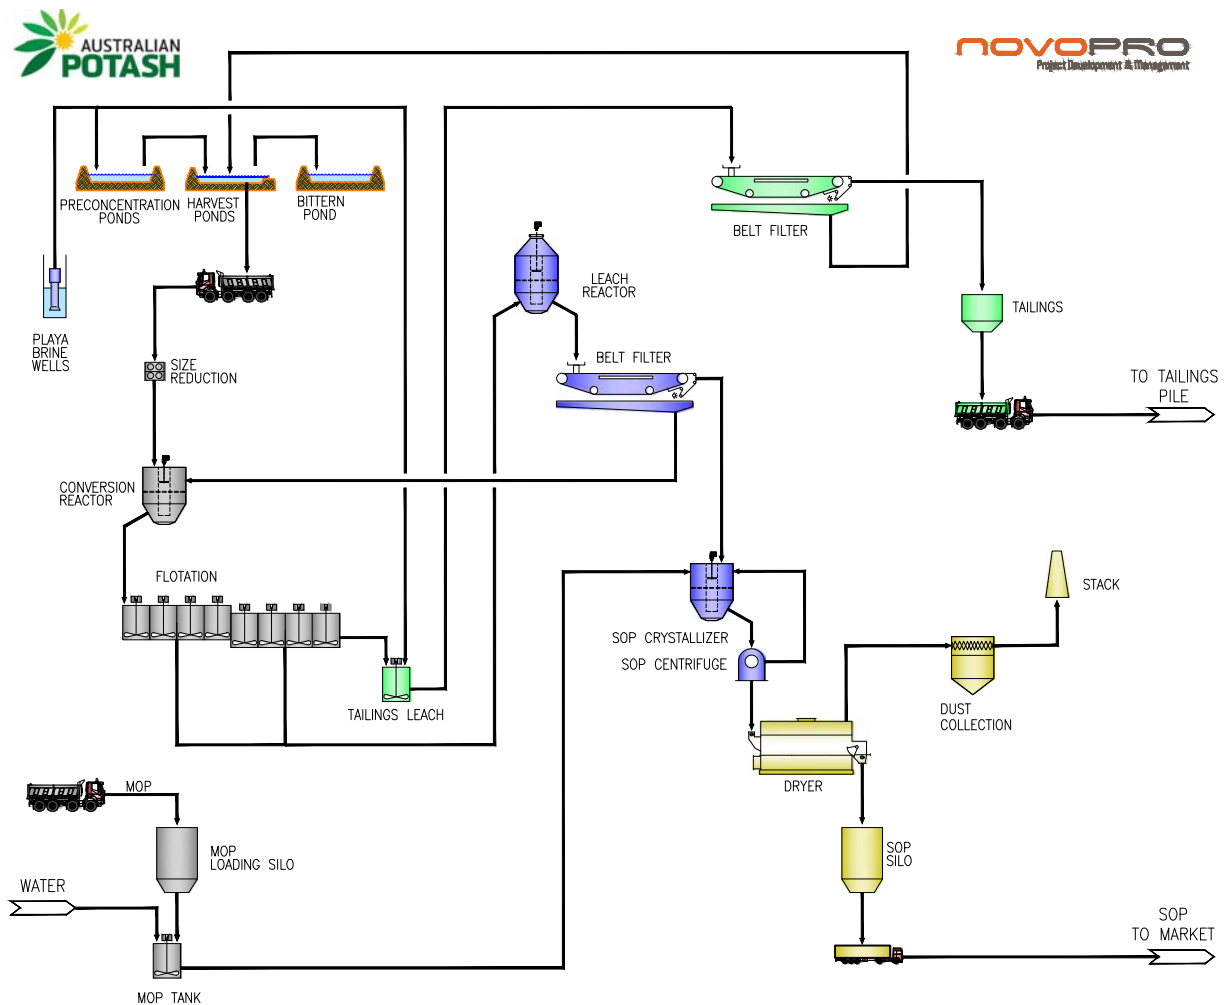 AUSTRALIAN
POTASH
NOVOPRO
Project Development & Management
PRECONCENTRATION
PONDS
HARVEST
PONDS
BITTERN
POND
BELT FILTER
LEACH
REACTOR
TAILINGS
PLAYA
BRINE
WELLS
SIZE
REDUCTION
BELT FILTER
TO TAILINGS
PILE
CONVERSION
REACTOR
FLOTATION
STACK
SOP CRYSTALLIZER
SOP CENTRIFUGE
TAILINGS LEACH
DUST
COLLECTION
DRYER
MOP
MOP
LOADING SILO
SOP
SILO
WATER
SOP
TO MARKET
MOP TANK